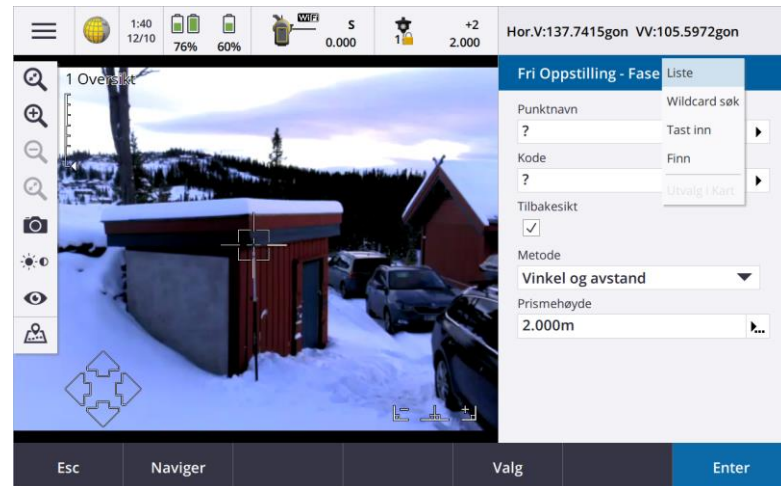 1:40
12/10
76%
60%
WiFi
S
0.000
1
+2
2.000
Hor.V:137.7415gon VV:105.5972gon
1 Oversikt
Fri Oppstilling - Fase
Liste
Wildcard søk
Tast inn
Finn
Utvalg i Kart
Punktnavn
?
Kode
?
Tilbakesikt
Metode
Vinkel og avstand
Prismehøyde
2.000m
Esc
Naviger
Valg
Enter